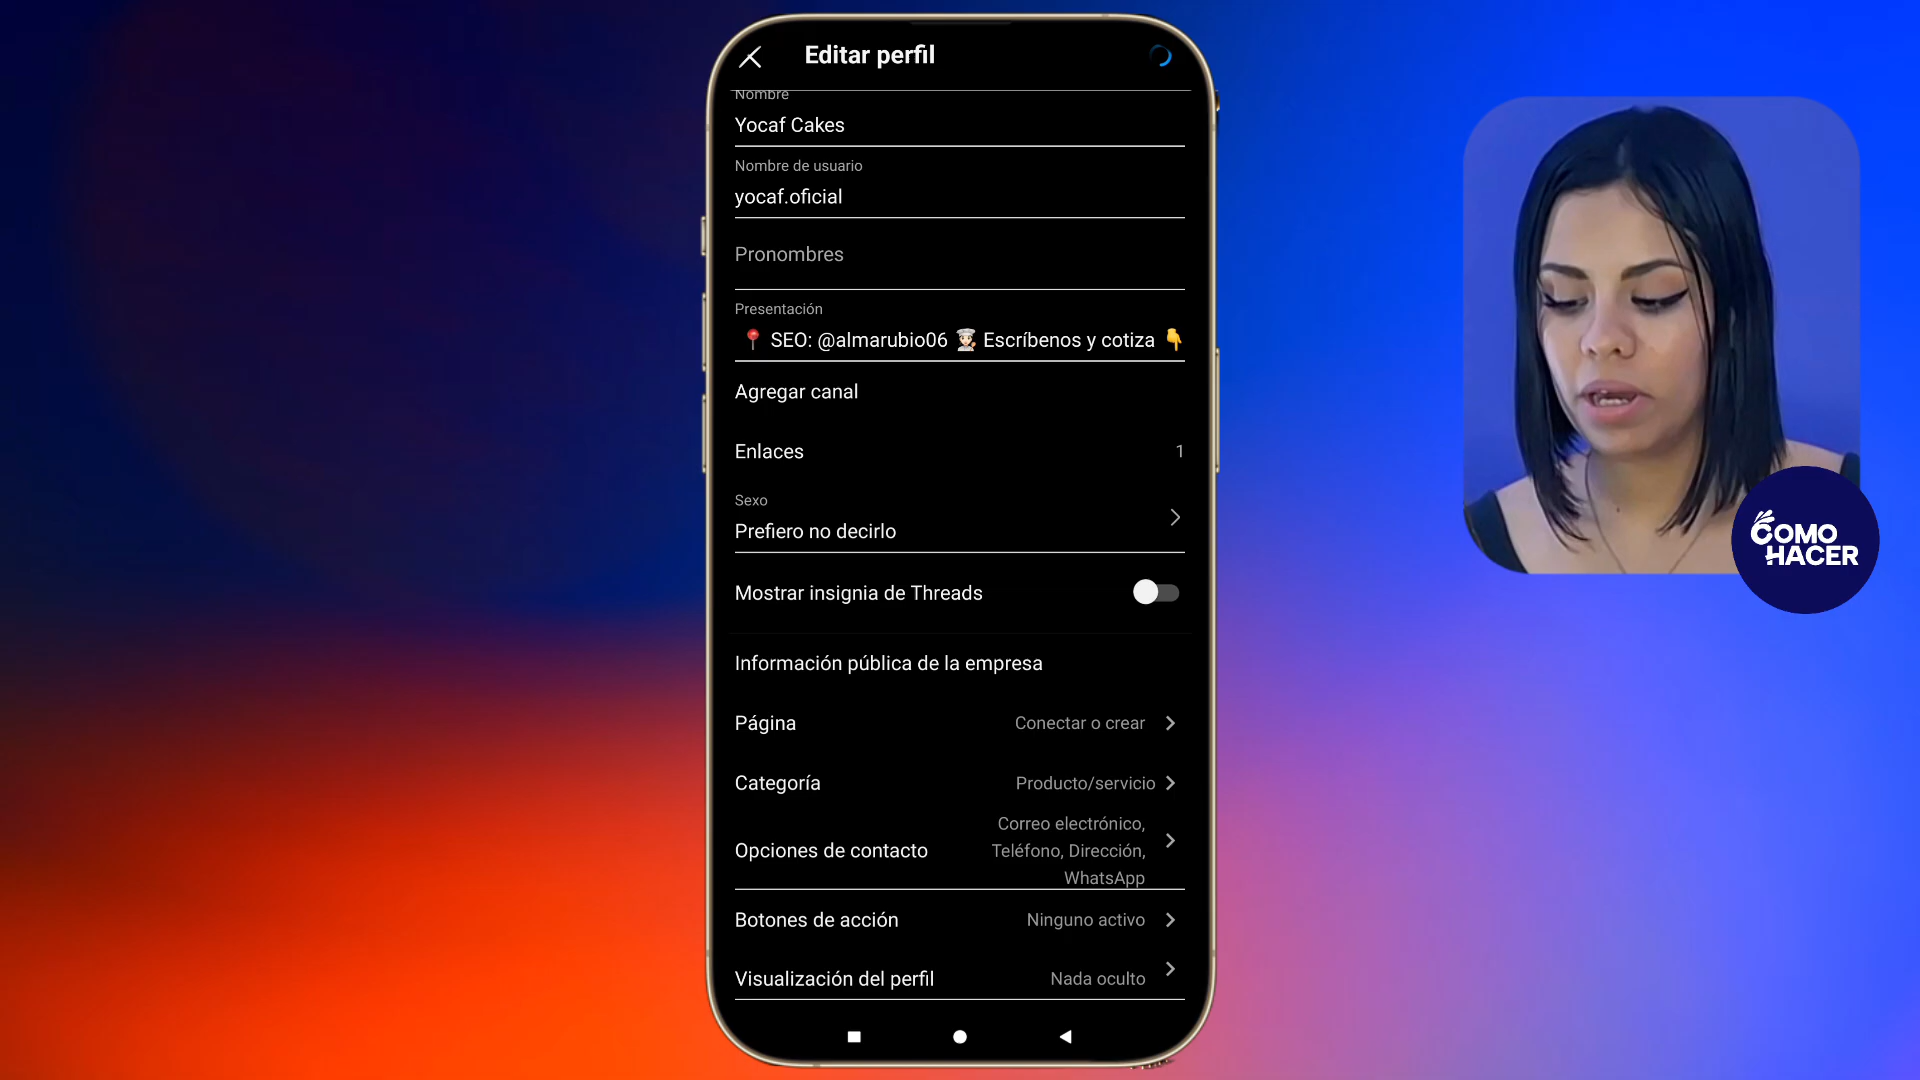 Editar perfil
Nombre
Yocaf Cakes
Nombre de usuario
yocaf.oficial
Pronombres
Presentación
📍 SEO: @almarubio06 👩🏻‍🍳 Escríbenos y cotiza 👇
Agregar canal
Enlaces 1
Sexo
Prefiero no decirlo
Mostrar insignia de Threads
Información pública de la empresa
Página Conectar o crear
Categoría Producto/servicio
Opciones de contacto Correo electrónico,
Teléfono, Dirección,
WhatsApp
Botones de acción Ninguno activo
Visualización del perfil Nada oculto
COMO
HACER